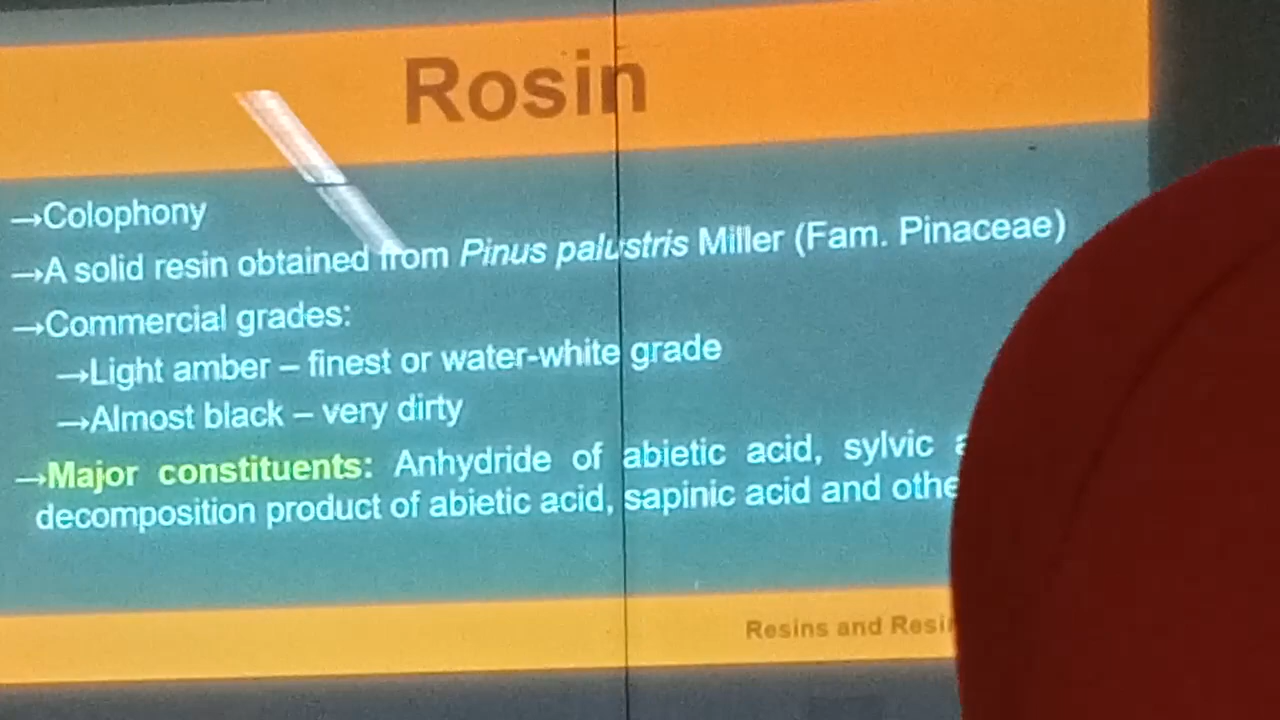 Rosin
→Colophony
→A solid resin obtained from Pinus palustris Miller (Fam. Pinaceae)
→Commercial grades:
→Light amber – finest or water-white grade
→Almost black – very dirty
→Major constituents: Anhydride of abietic acid, sylvic
decomposition product of abietic acid, sapinic acid and
Resins and